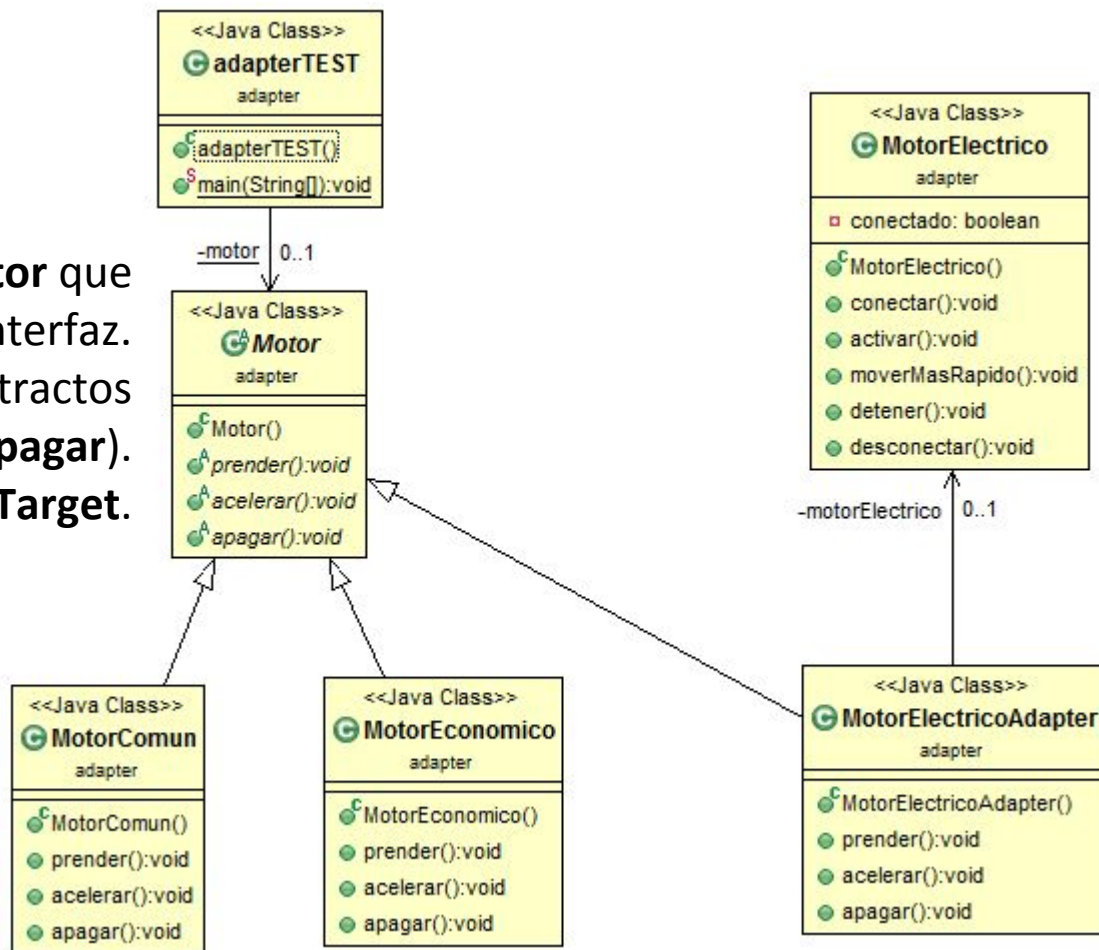 <<Java Class>>
adapterTEST
adapter
adapterTEST()
main(String[]):void
-motor 0..1
que
nterfaz.
tractos
pagar).
Target.
<<Java Class>>
Motor
adapter
Motor()
prender():void
acelerar():void
apagar():void
<<Java Class>>
MotorElectrico
adapter
conectado: boolean
MotorElectrico()
conectar():void
activar():void
moverMasRapido():void
detener():void
desconectar():void
-motorElectrico 0..1
<<Java Class>>
MotorComun
adapter
MotorComun()
prender():void
acelerar():void
apagar():void
<<Java Class>>
MotorEconomico
adapter
MotorEconomico()
prender():void
acelerar():void
apagar():void
<<Java Class>>
MotorElectricoAdapter
adapter
MotorElectricoAdapter()
prender():void
acelerar():void
apagar():void